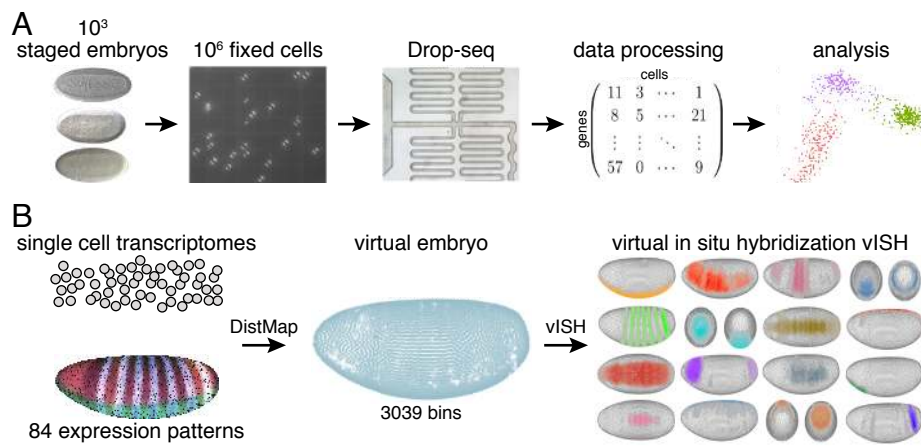 A
10³
staged embryos
10⁶ fixed cells
Drop-seq
data processing
analysis
cells
genes
11 3 ⋯ 1
8 5 ⋯ 21
⋮ ⋮ ⋱ ⋮
57 0 ⋯ 9
B
single cell transcriptomes
virtual embryo
virtual in situ hybridization vISH
DistMap
vISH
3039 bins
84 expression patterns